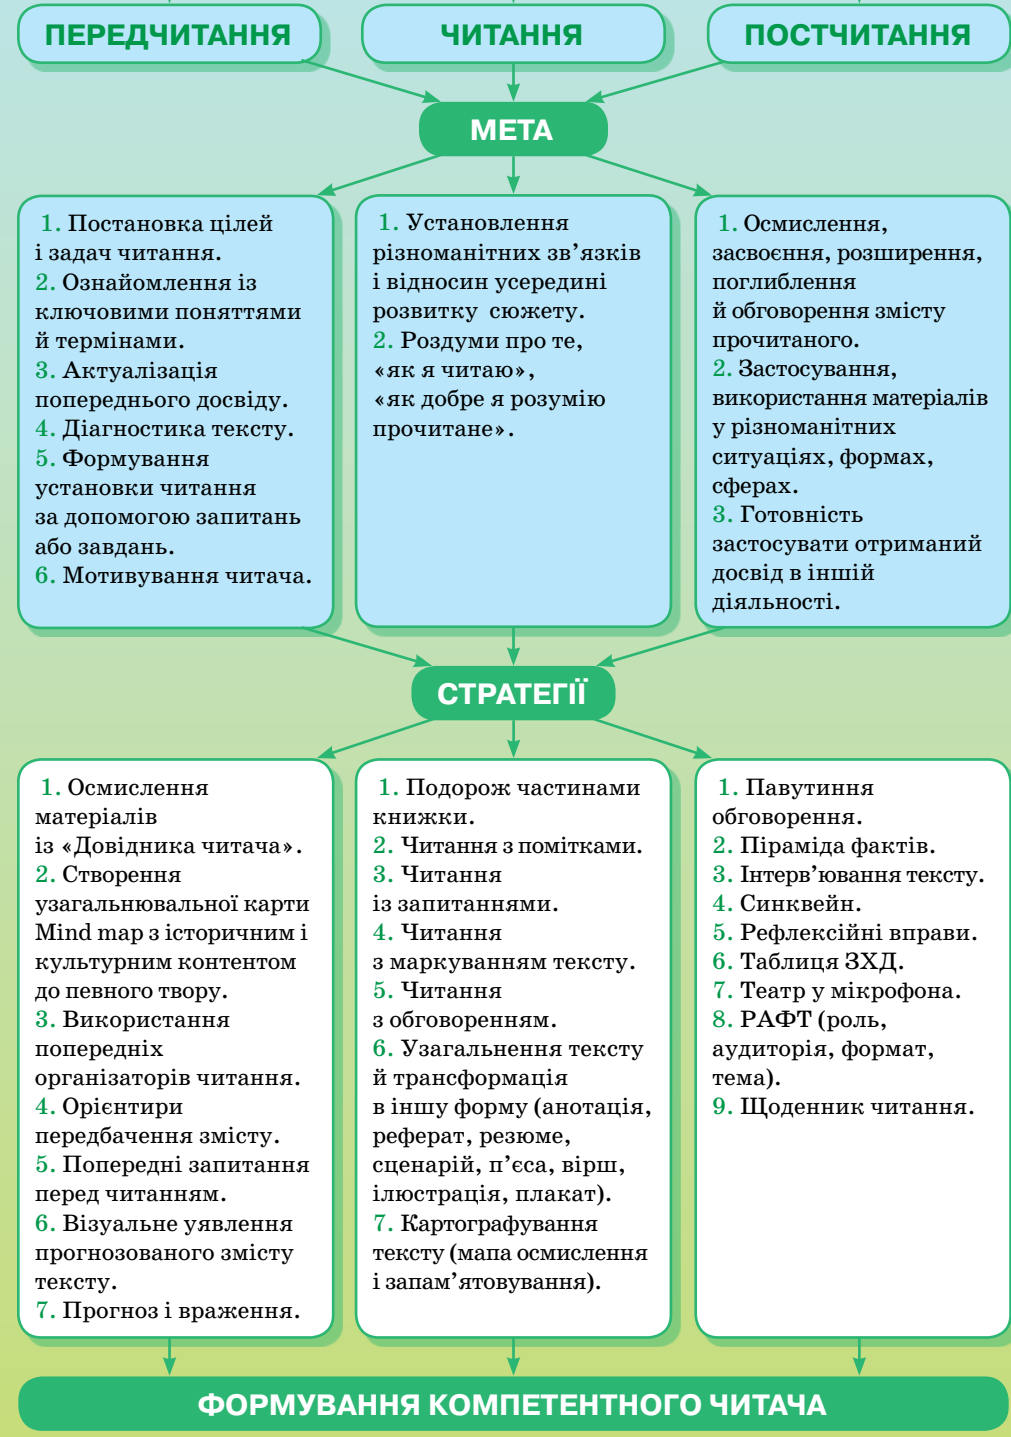 ПЕРЕДЧИТАННЯ
ЧИТАННЯ
ПОСТЧИТАННЯ
МЕТА
1. Постановка цілей
і задач читання.
2. Ознайомлення із
ключовими поняттями
й термінами.
3. Актуалізація
попереднього досвіду.
4. Діагностика тексту.
5. Формування
установки читання
за допомогою запитань
або завдань.
6. Мотивування читача.
1. Установлення
різноманітних зв’язків
і відносин усередині
розвитку сюжету.
2. Роздуми про те,
«як я читаю»,
«як добре я розумію
прочитане».
1. Осмислення,
засвоєння, розширення,
поглиблення
й обговорення змісту
прочитаного.
2. Застосування,
використання матеріалів
у різноманітних
ситуаціях, формах,
сферах.
3. Готовність
застосувати отриманий
досвід в іншій
діяльності.
СТРАТЕГІЇ
1. Осмислення
матеріалів
із «Довідника читача».
2. Створення
узагальнювальної карти
Mind map з історичним і
культурним контентом
до певного твору.
3. Використання
попередніх
організаторів читання.
4. Орієнтири
передбачення змісту.
5. Попередні запитання
перед читанням.
6. Візуальне уявлення
прогнозованого змісту
тексту.
7. Прогноз і враження.
1. Подорож частинами
книжки.
2. Читання з помітками.
3. Читання
із запитаннями.
4. Читання
з маркуванням тексту.
5. Читання
з обговоренням.
6. Узагальнення тексту
й трансформація
в іншу форму (анотація,
реферат, резюме,
сценарій, п’єса, вірш,
ілюстрація, плакат).
7. Картографування
тексту (мапа осмислення
і запам’ятовування).
1. Павутиння
обговорення.
2. Піраміда фактів.
3. Інтерв’ювання тексту.
4. Синквейн.
5. Рефлексійні вправи.
6. Таблиця ЗХД.
7. Театр у мікрофона.
8. РАФТ (роль,
аудиторія, формат,
тема).
9. Щоденник читання.
ФОРМУВАННЯ КОМПЕТЕНТНОГО ЧИТАЧА